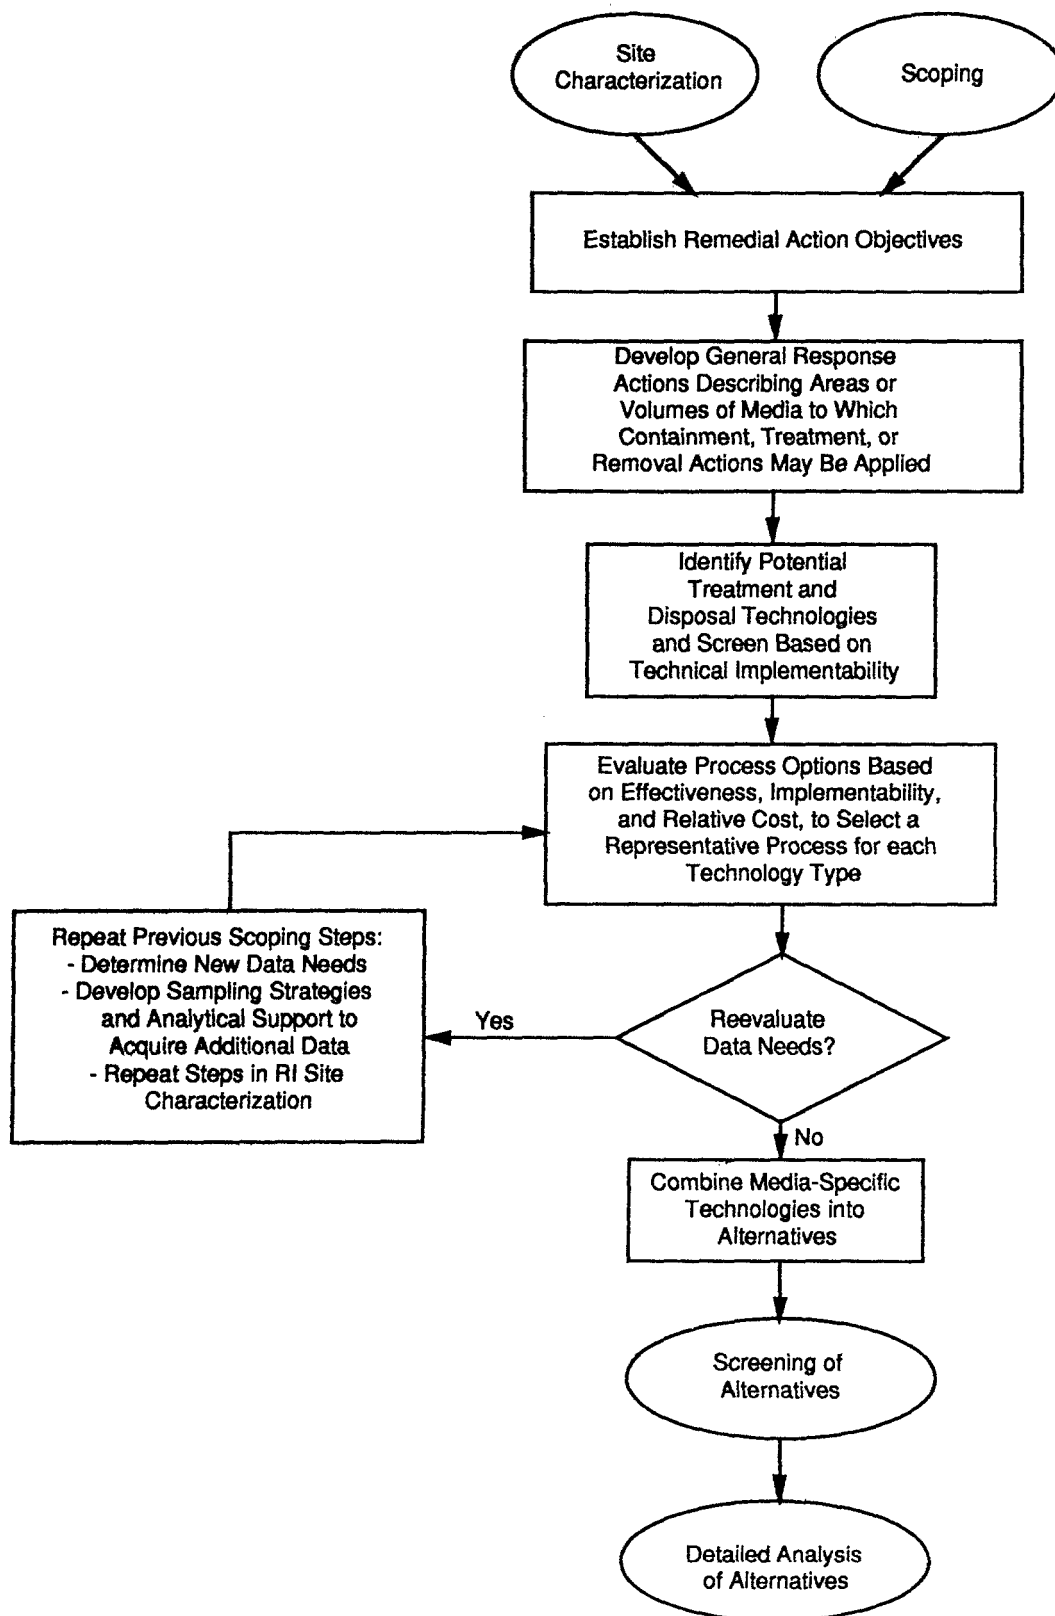 Site
Characterization
Scoping
Establish Remedial Action Objectives
Develop General Response
Actions Describing Areas or
Volumes of Media to Which
Containment, Treatment, or
Removal Actions May Be Applied
Identify Potential
Treatment and
Disposal Technologies
and Screen Based on
Technical Implementability
Evaluate Process Options Based
on Effectiveness, Implementability,
and Relative Cost, to Select a
Representative Process for each
Technology Type
Repeat Previous Scoping Steps:
- Determine New Data Needs
- Develop Sampling Strategies
and Analytical Support to
Acquire Additional Data
- Repeat Steps in RI Site
Characterization
Yes
Reevaluate
Data Needs?
No
Combine Media-Specific
Technologies into
Alternatives
Screening of
Alternatives
Detailed Analysis
of Alternatives